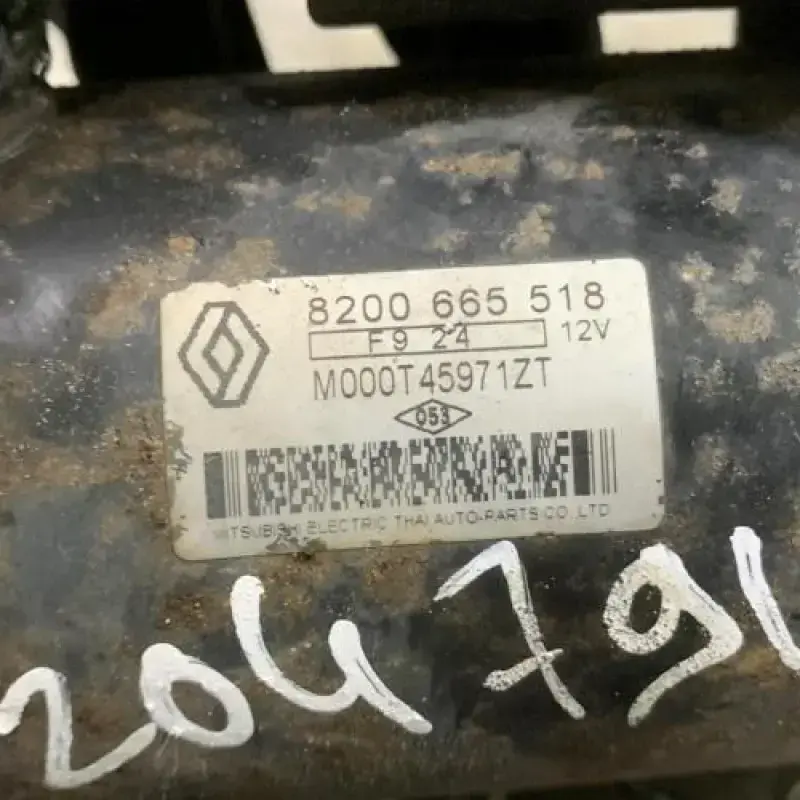 8200 665 518
F9 24 12V
M000T45971ZT
053
MITSUBISHI ELECTRIC THAI AUTO-PARTS CO.,LTD
204791